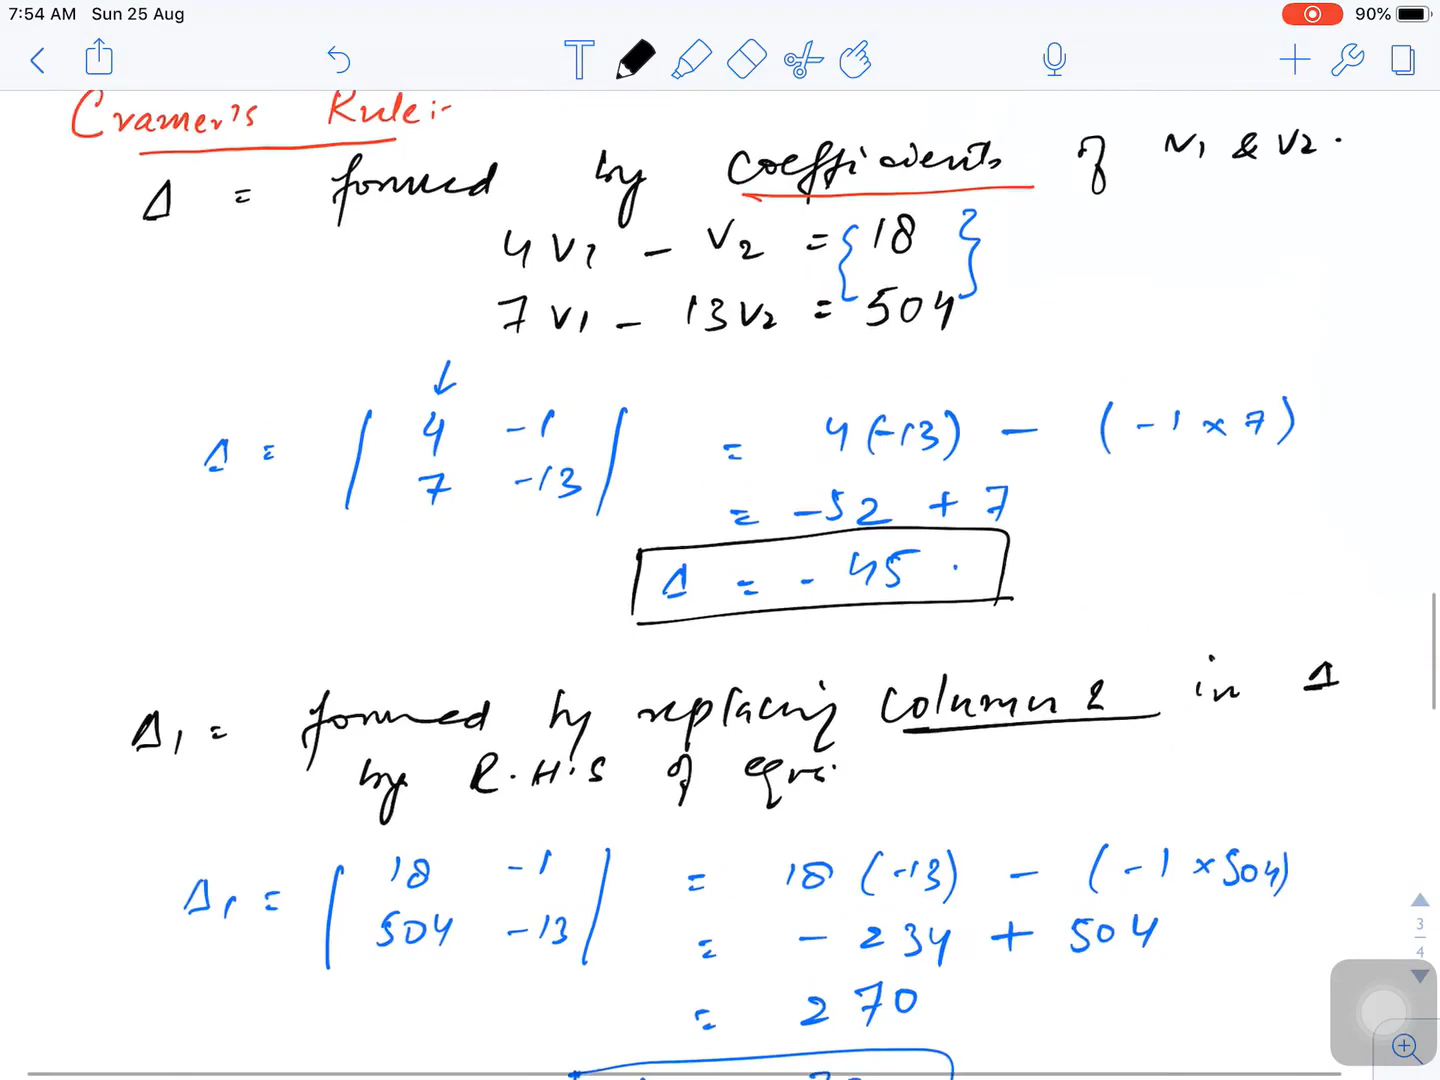 7:54 AM Sun 25 Aug 90%
T
Cramer's Rule:-
Δ = formed by coefficients of V1 & V2.
4V1 - V2 = {18}
7V1 - 13V2 = 504
Δ = | 4 -1 | = 4(-13) - (-1 × 7)
7 -13
= -52 + 7
Δ = -45.
Δ1 = formed by replacing column 2 in Δ
by R.H.S of eqns.
Δ1 = | 18 -1 | = 18(-13) - (-1 × 504)
504 -13
= -234 + 504
= 270
3
4